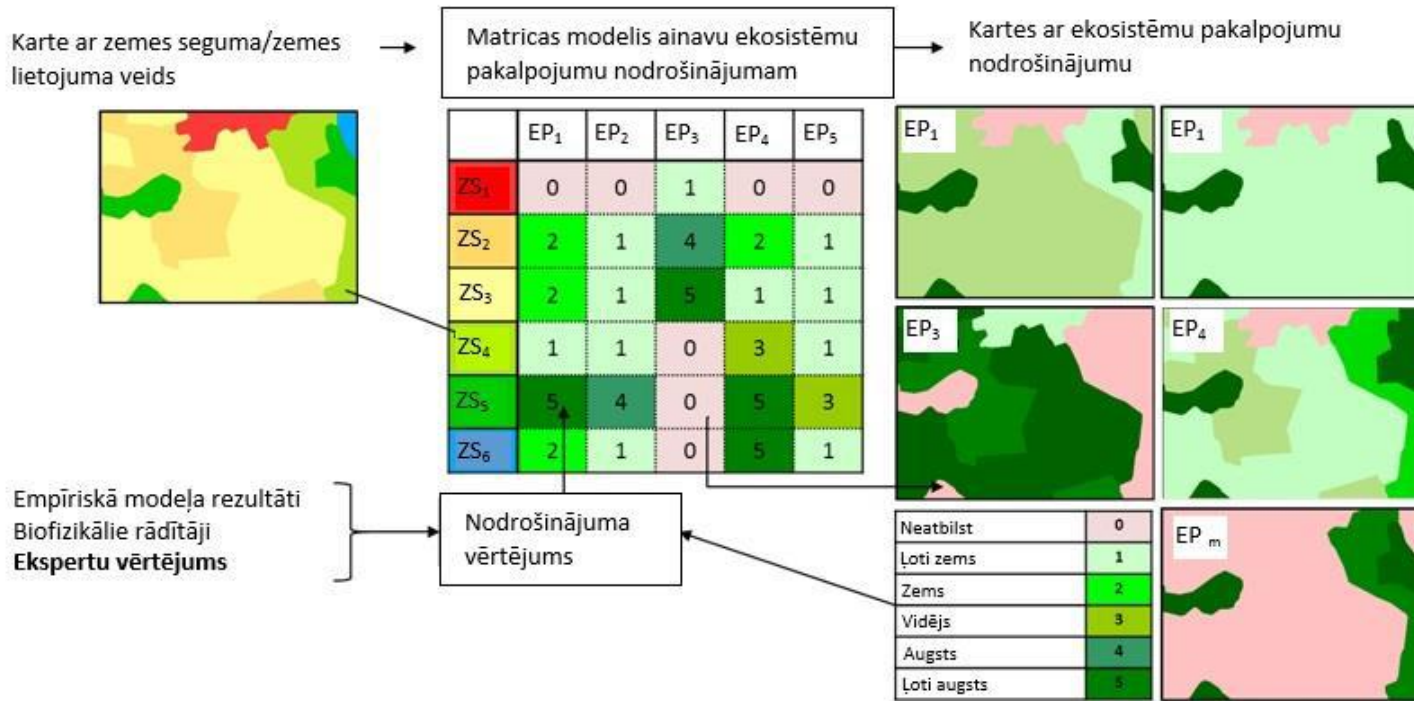 Karte ar zemes seguma/zemes
lietojuma veids
Matricas modelis ainavu ekosistēmu
pakalpojumu nodrošinājumam
Kartes ar ekosistēmu pakalpojumu
nodrošinājumu
EP₁ EP₂ EP₃ EP₄ EP₅
ZS₁ 0 0 1 0 0
ZS₂ 2 1 4 2 1
ZS₃ 2 1 5 1 1
ZS₄ 1 1 0 3 1
ZS₅ 5 4 0 5 3
ZS₆ 2 1 0 5 1
EP₁
EP₁
EP₃
EP₄
EP m
Empīriskā modeļa rezultāti
Biofizikālie rādītāji
Ekspertu vērtējums
Nodrošinājuma
vērtējums
Neatbilst 0
Ļoti zems 1
Zems 2
Vidējs 3
Augsts 4
Ļoti augsts 5